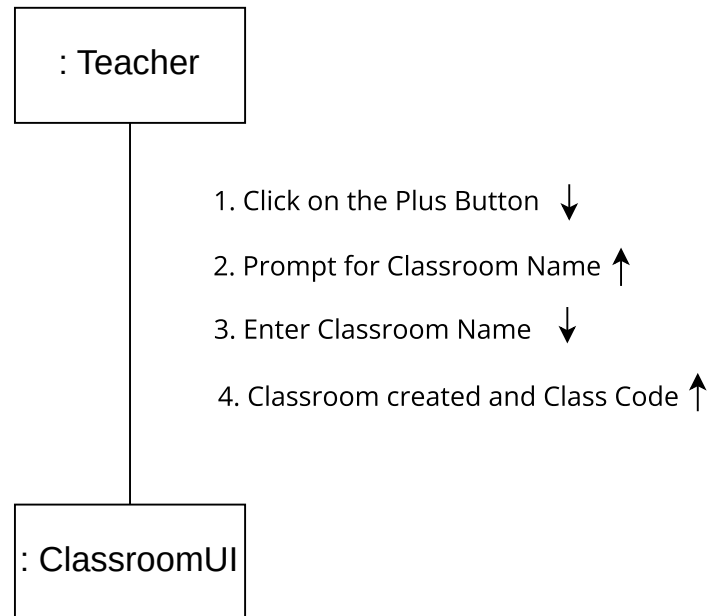 : Teacher
1. Click on the Plus Button
2. Prompt for Classroom Name
3. Enter Classroom Name
4. Classroom created and Class Code
: ClassroomUI